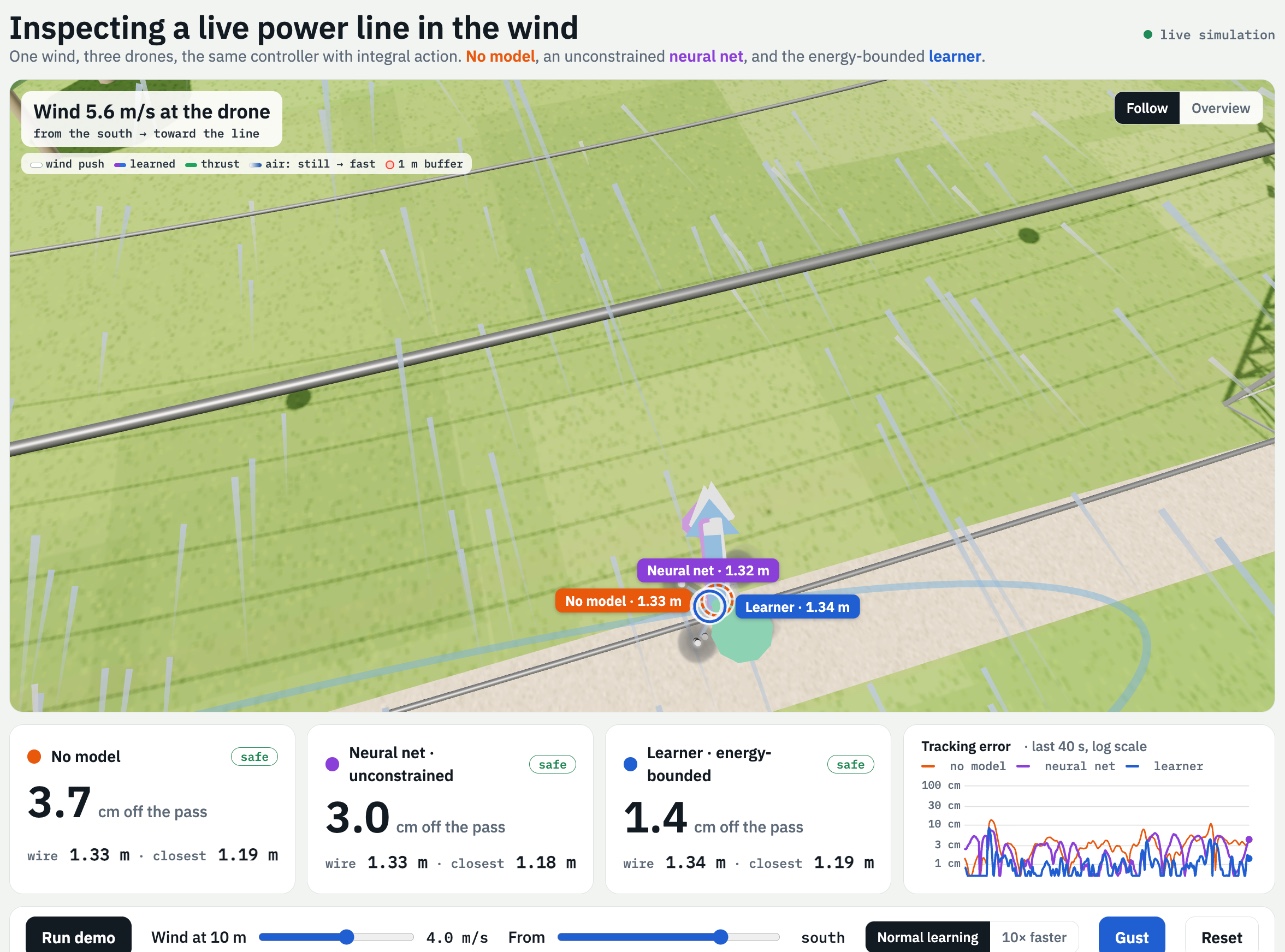 Inspecting a live power line in the wind
live simulation
One wind, three drones, the same controller with integral action. No model, an unconstrained neural net, and the energy-bounded learner.
Wind 5.6 m/s at the drone
from the south → toward the line
Follow Overview
wind push learned thrust air: still → fast 1 m buffer
Neural net · 1.32 m
No model · 1.33 m
Learner · 1.34 m
No model
safe
3.7 cm off the pass
wire 1.33 m · closest 1.19 m
Neural net ·
unconstrained
safe
3.0 cm off the pass
wire 1.33 m · closest 1.18 m
Learner · energy-
bounded
safe
1.4 cm off the pass
wire 1.34 m · closest 1.19 m
Tracking error · last 40 s, log scale
no model neural net learner
100 cm
30 cm
10 cm
3 cm
1 cm
Run demo Wind at 10 m 4.0 m/s From south Normal learning 10× faster Gust Reset